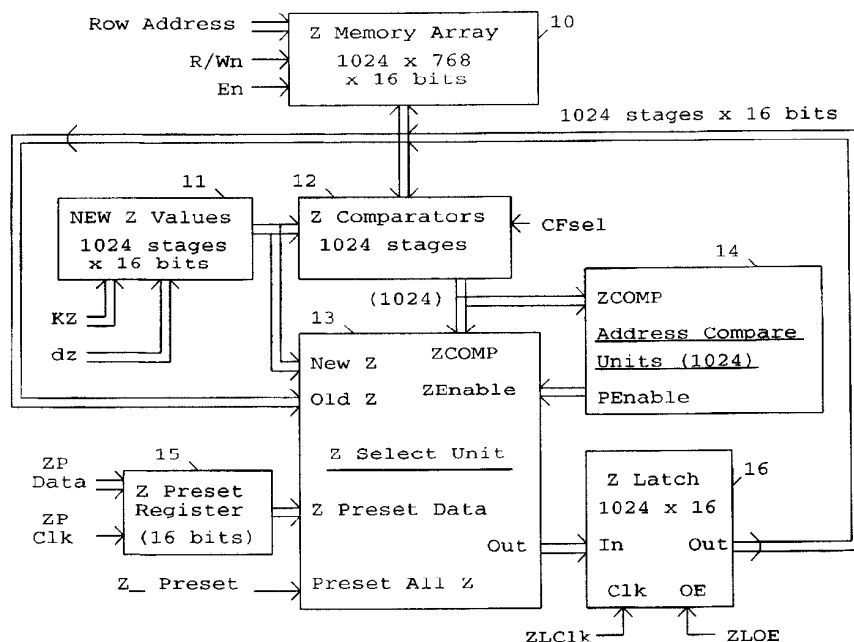 Row Address
R/Wn
En
Z Memory Array
1024 x 768
x 16 bits
10
1024 stages x 16 bits
11
NEW Z Values
1024 stages
x 16 bits
12
Z Comparators
1024 stages
CFsel
KZ
dz
(1024)
14
ZCOMP
Address Compare
Units (1024)
PEnable
13
ZCOMP
New Z
ZEnable
Old Z
Z Select Unit
Z Preset Data
Out
Preset All Z
ZP
Data
ZP
Clk
15
Z Preset
Register
(16 bits)
Z_ Preset
16
Z Latch
1024 x 16
In Out
Clk OE
ZLClk
ZLOE